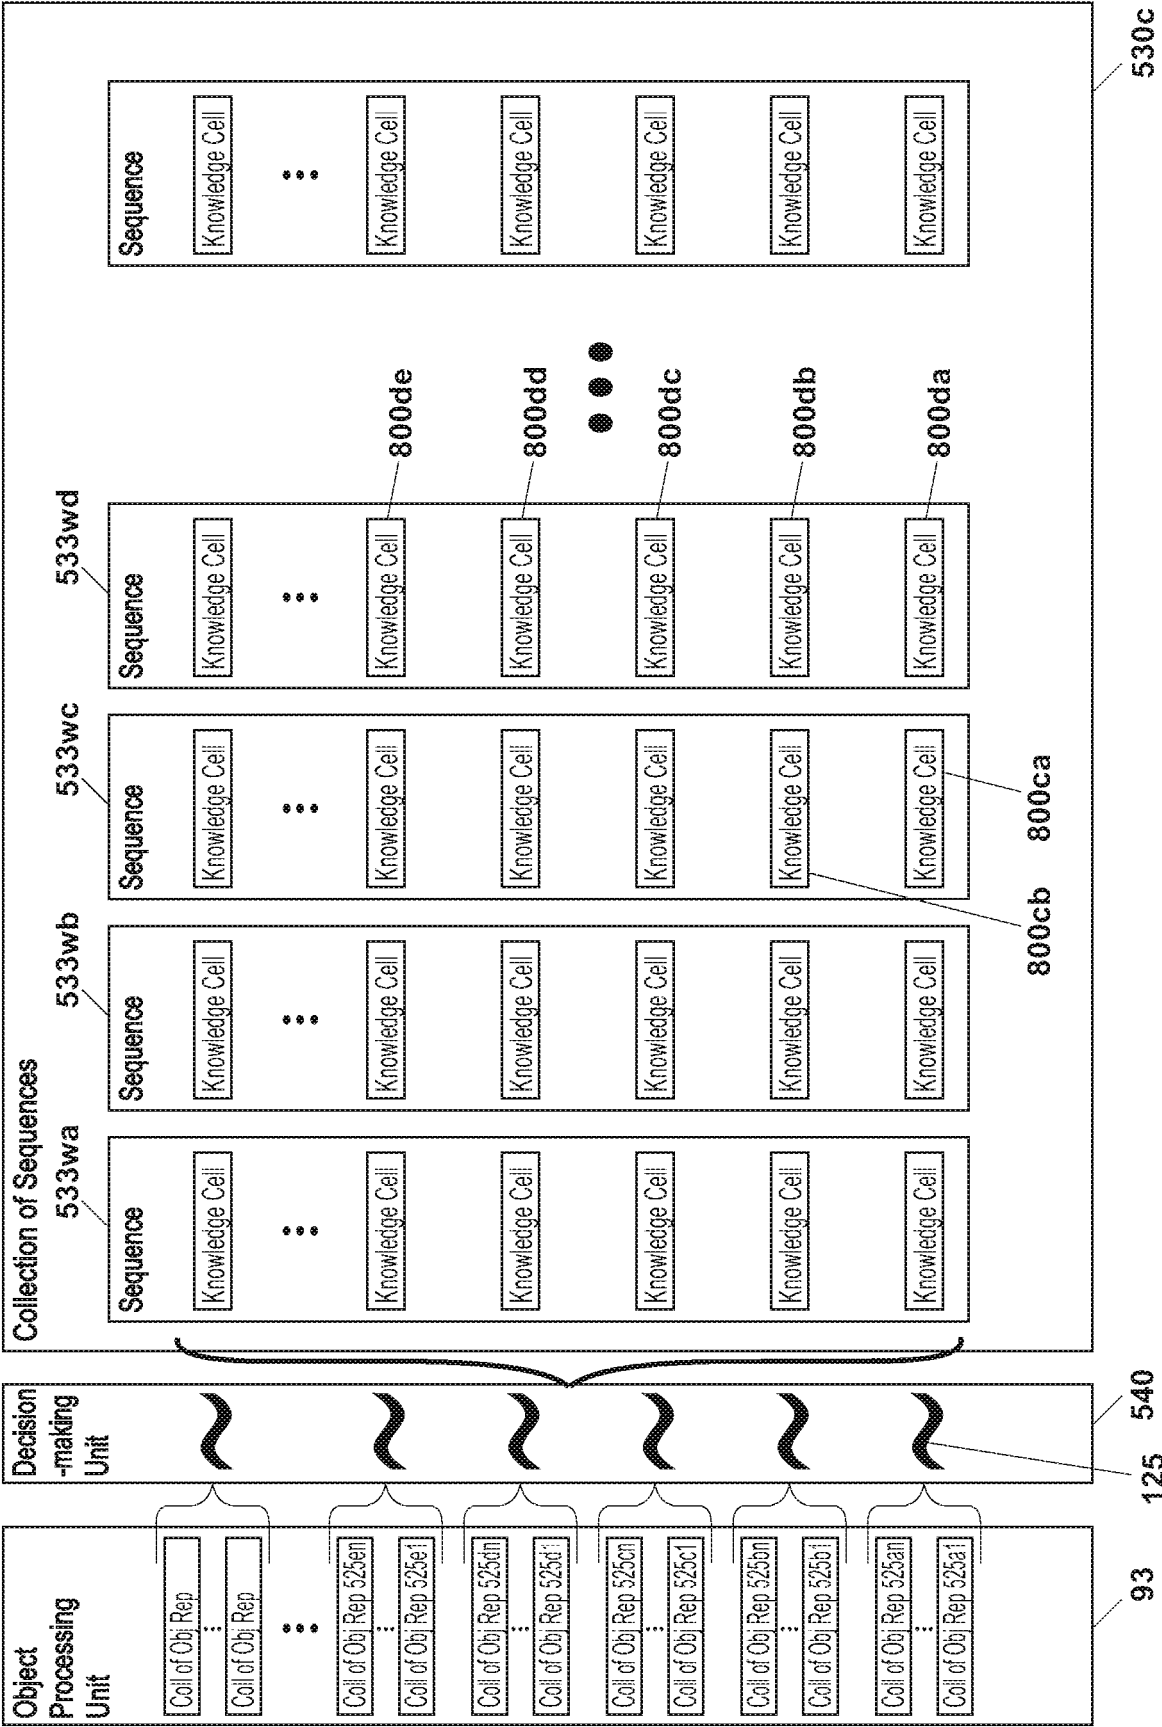 Object
Processing
Unit
Coll of Obj Rep
...
Coll of Obj Rep
...
Coll of Obj Rep 525en
...
Coll of Obj Rep 525e1
Coll of Obj Rep 525dn
...
Coll of Obj Rep 525d1
Coll of Obj Rep 525cn
...
Coll of Obj Rep 525c1
Coll of Obj Rep 525bn
...
Coll of Obj Rep 525b1
Coll of Obj Rep 525an
...
Coll of Obj Rep 525a1
93
Decision
-making
Unit
125
540
Collection of Sequences
533wa
Sequence
Knowledge Cell
...
Knowledge Cell
Knowledge Cell
Knowledge Cell
Knowledge Cell
Knowledge Cell
533wb
Sequence
Knowledge Cell
...
Knowledge Cell
Knowledge Cell
Knowledge Cell
Knowledge Cell
Knowledge Cell
533wc
Sequence
Knowledge Cell
...
Knowledge Cell
Knowledge Cell
Knowledge Cell
Knowledge Cell
Knowledge Cell
800cb
800ca
533wd
Sequence
Knowledge Cell
...
Knowledge Cell
Knowledge Cell
Knowledge Cell
Knowledge Cell
Knowledge Cell
800de
800dd
800dc
800db
800da
...
Sequence
Knowledge Cell
...
Knowledge Cell
Knowledge Cell
Knowledge Cell
Knowledge Cell
Knowledge Cell
530c